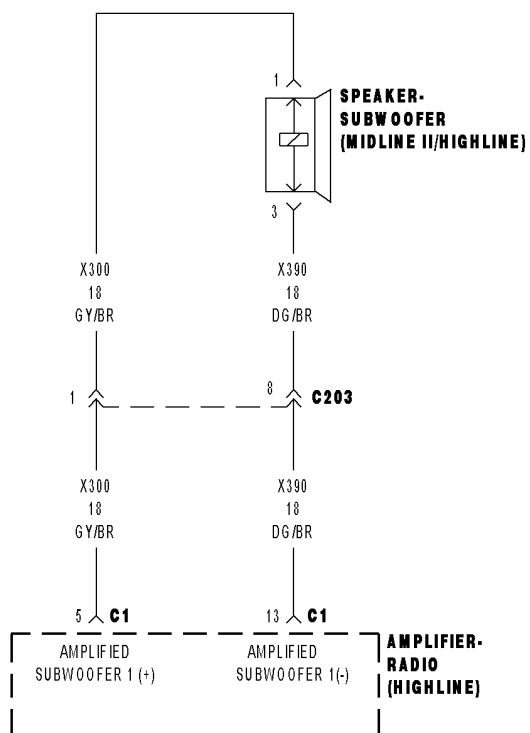 1
SPEAKER-
SUBWOOFER
(MIDLINE II/HIGHLINE)
3
X300
18
GY/BR
X390
18
DG/BR
1
8
C203
X300
18
GY/BR
X390
18
DG/BR
5 C1
13 C1
AMPLIFIED
SUBWOOFER 1 (+)
AMPLIFIED
SUBWOOFER 1(-)
AMPLIFIER-
RADIO
(HIGHLINE)